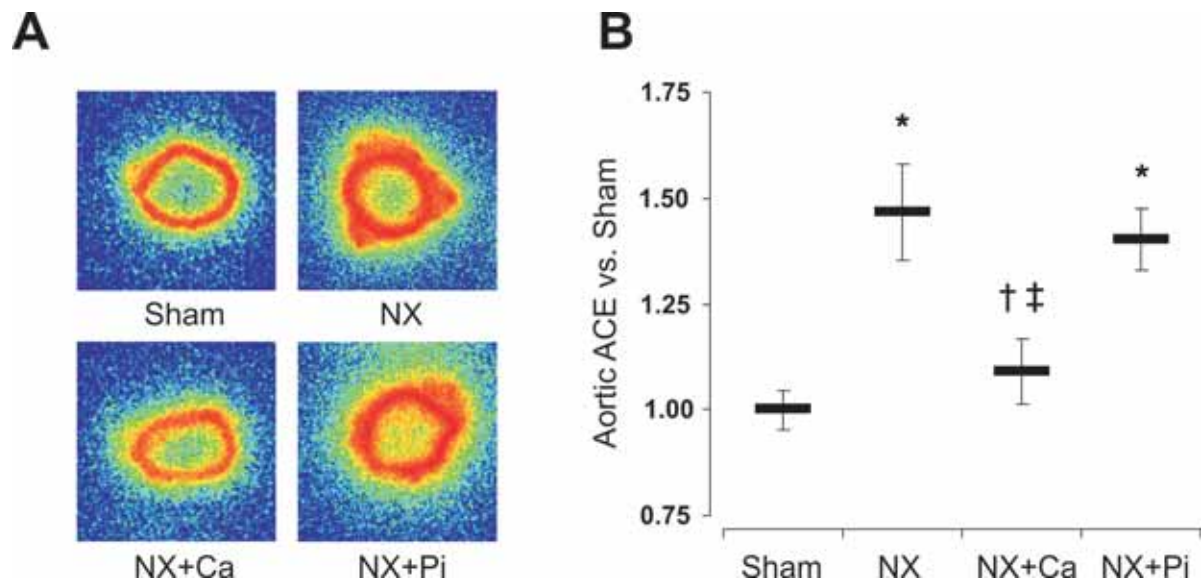 A
Sham
NX
NX+Ca
NX+Pi
B
Aortic ACE vs. Sham
1.75
1.50
1.25
1.00
0.75
*
† ‡
*
Sham
NX
NX+Ca
NX+Pi